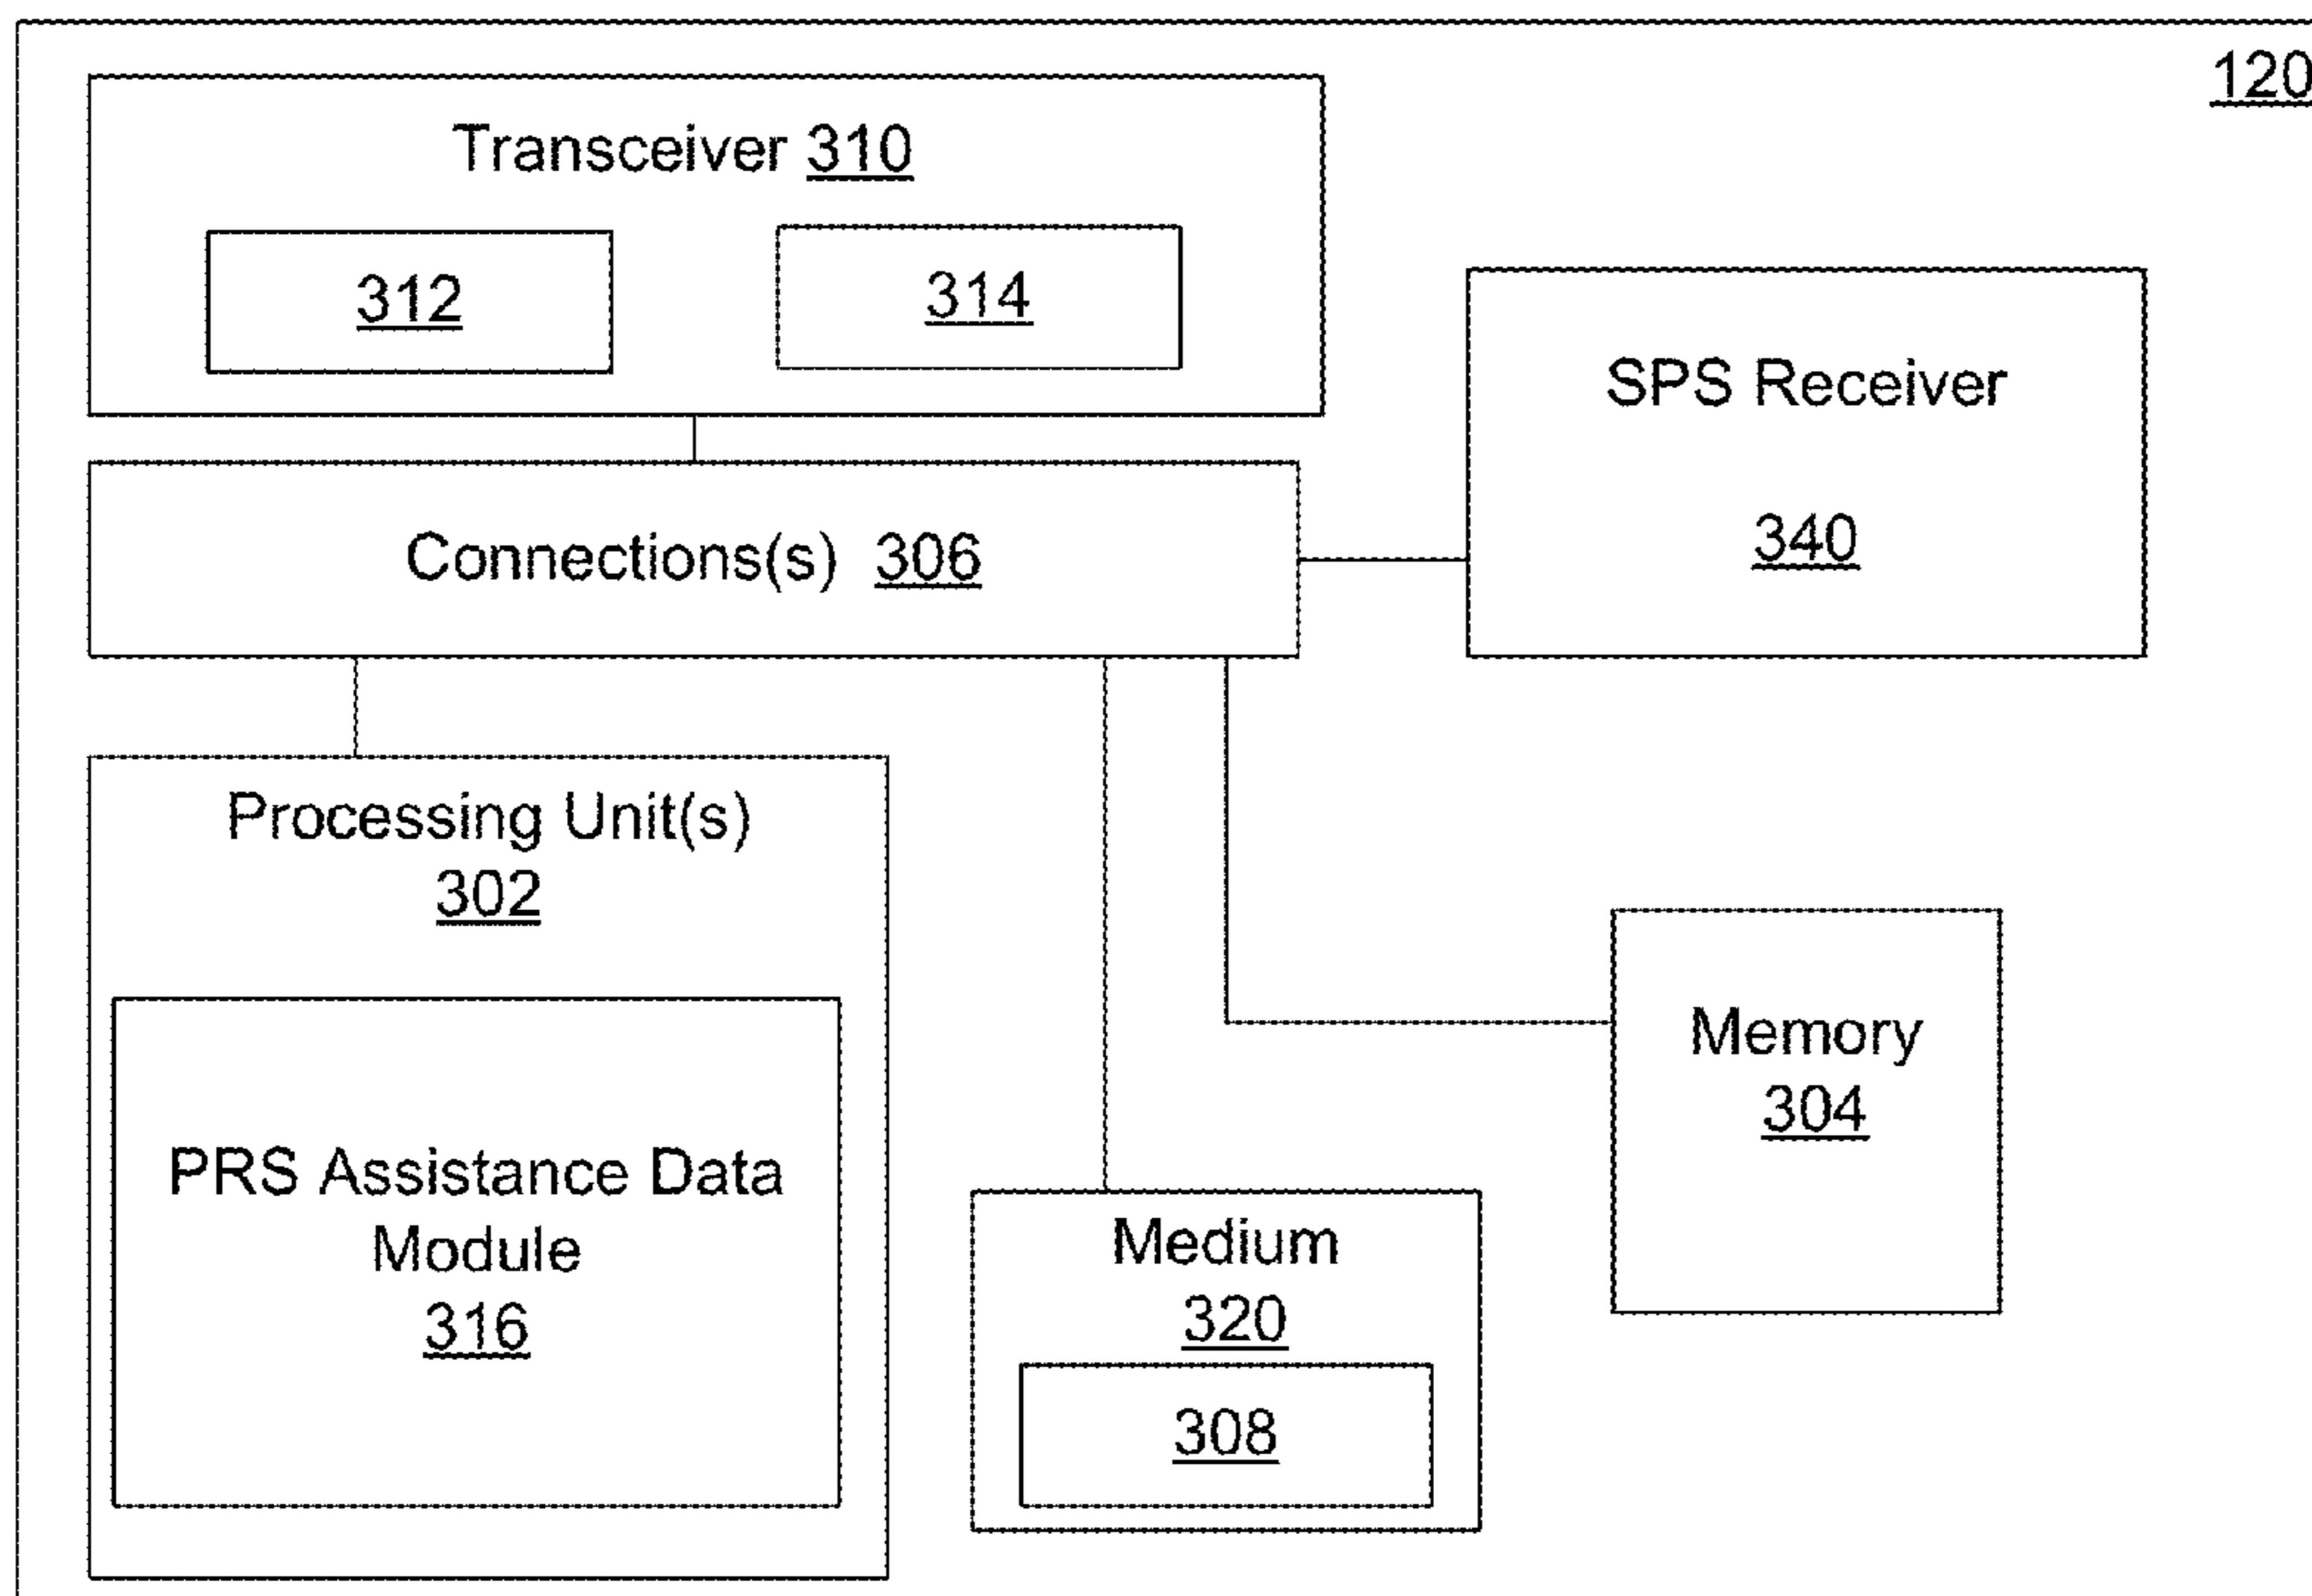 120
Transceiver 310
312
314
SPS Receiver
340
Connections(s) 306
Processing Unit(s)
302
PRS Assistance Data
Module
316
Medium
320
308
Memory
304